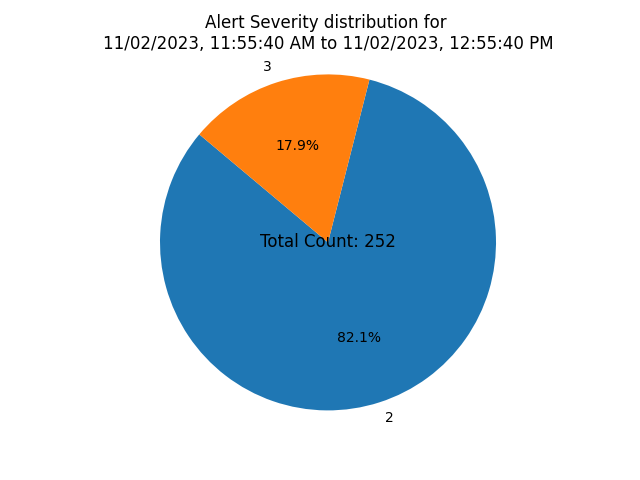 Alert Severity distribution for
11/02/2023, 11:55:40 AM to 11/02/2023, 12:55:40 PM
3
17.9%
Total Count: 252
82.1%
2